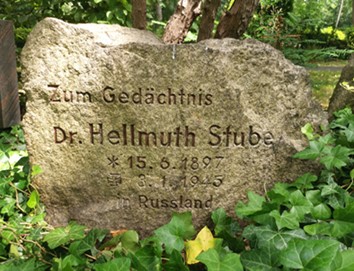 Zum Gedächtnis
Dr. Hellmuth Stube
* 15. 6. 1897
3. 1. 1945
in Russland